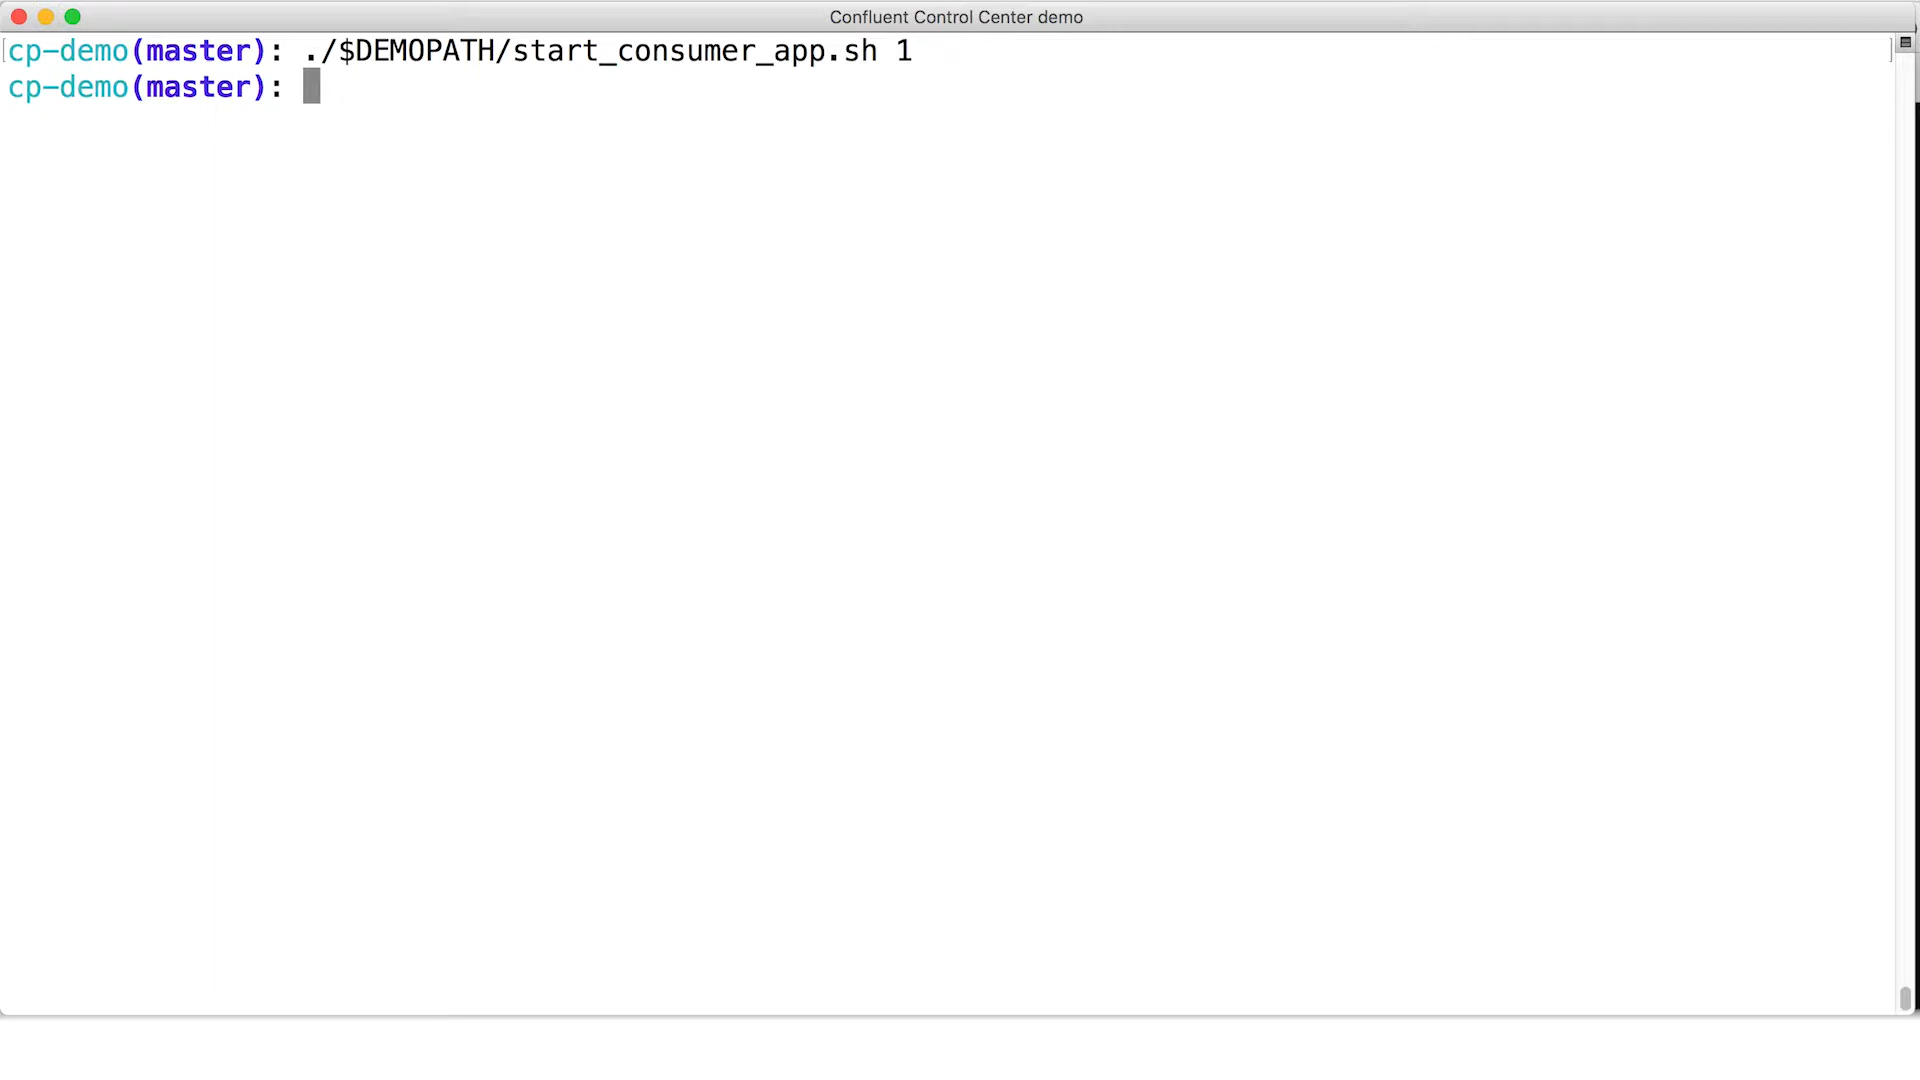 Confluent Control Center demo
cp-demo(master): ./$DEMOPATH/start_consumer_app.sh 1
cp-demo(master):